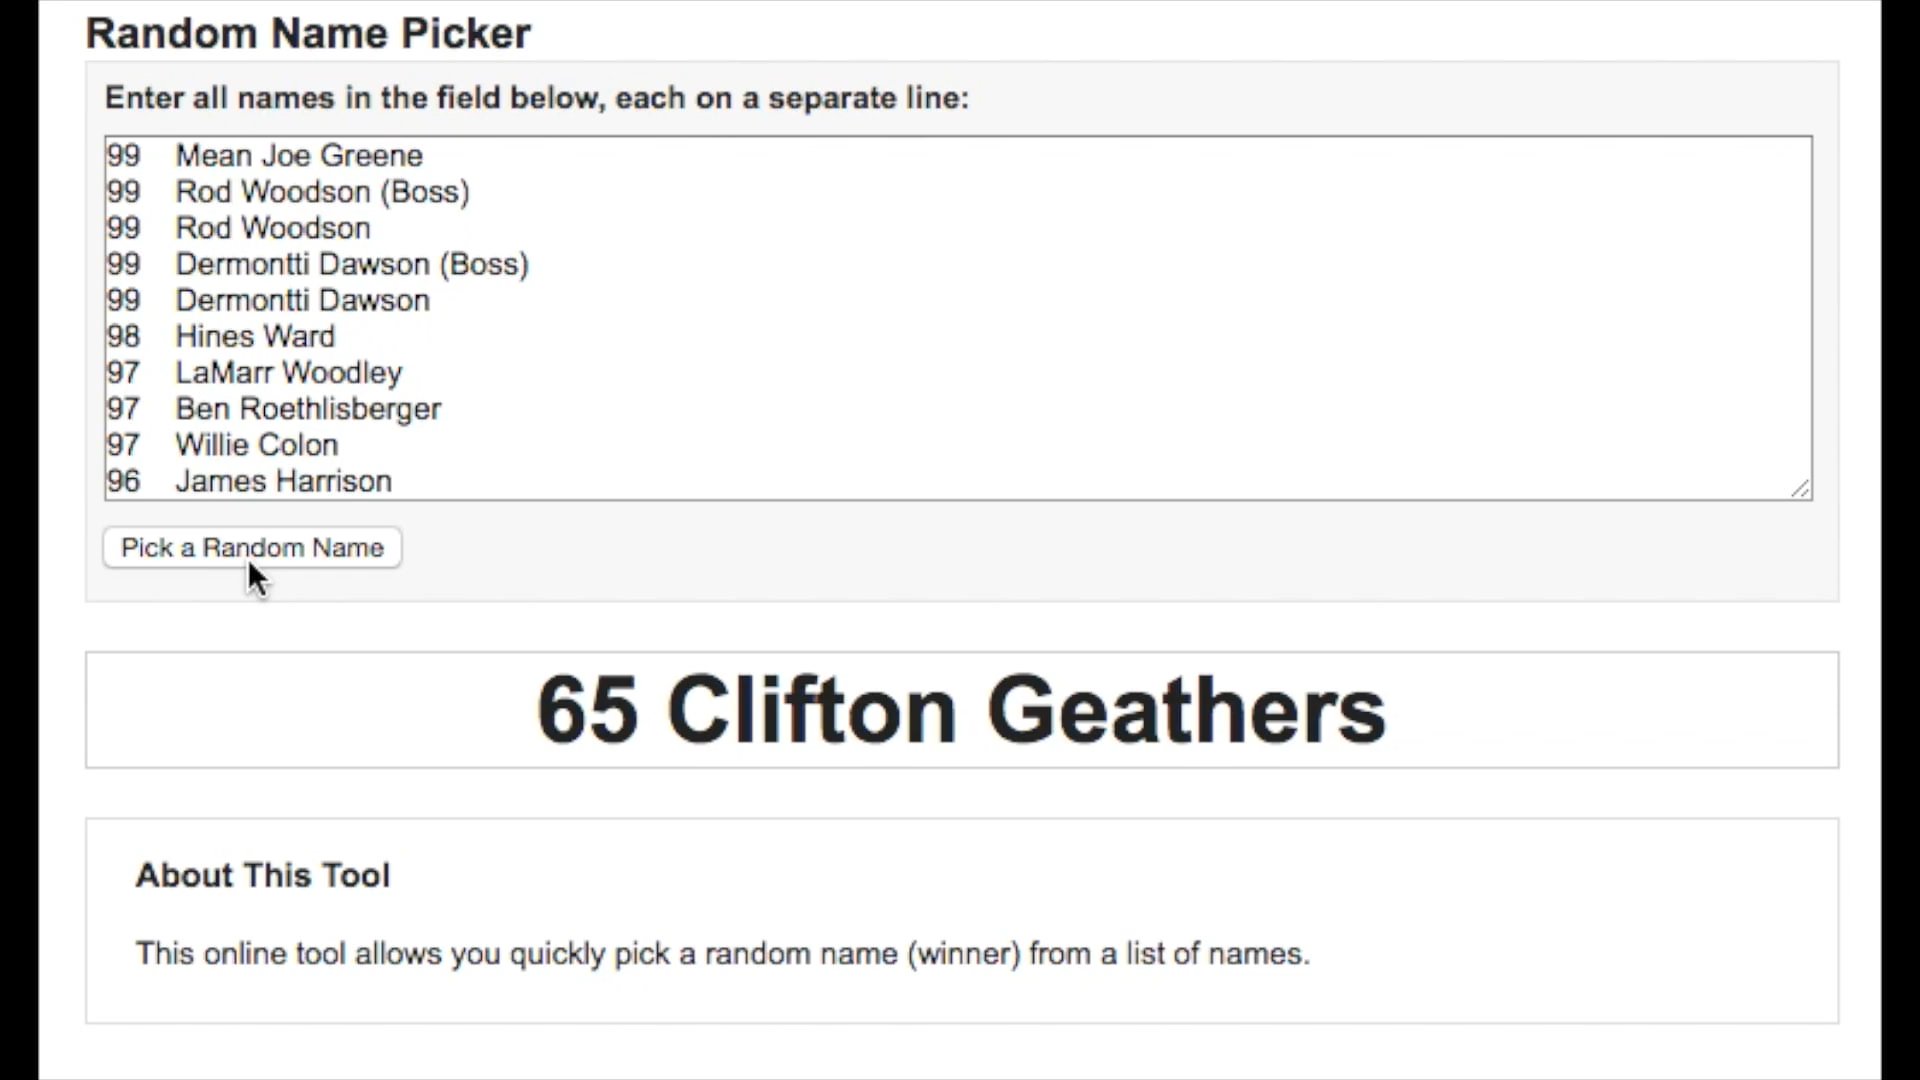 Random Name Picker
Enter all names in the field below, each on a separate line:
99 Mean Joe Greene
99 Rod Woodson (Boss)
99 Rod Woodson
99 Dermontti Dawson (Boss)
99 Dermontti Dawson
98 Hines Ward
97 LaMarr Woodley
97 Ben Roethlisberger
97 Willie Colon
96 James Harrison
Pick a Random Name
65 Clifton Geathers
About This Tool
This online tool allows you quickly pick a random name (winner) from a list of names.